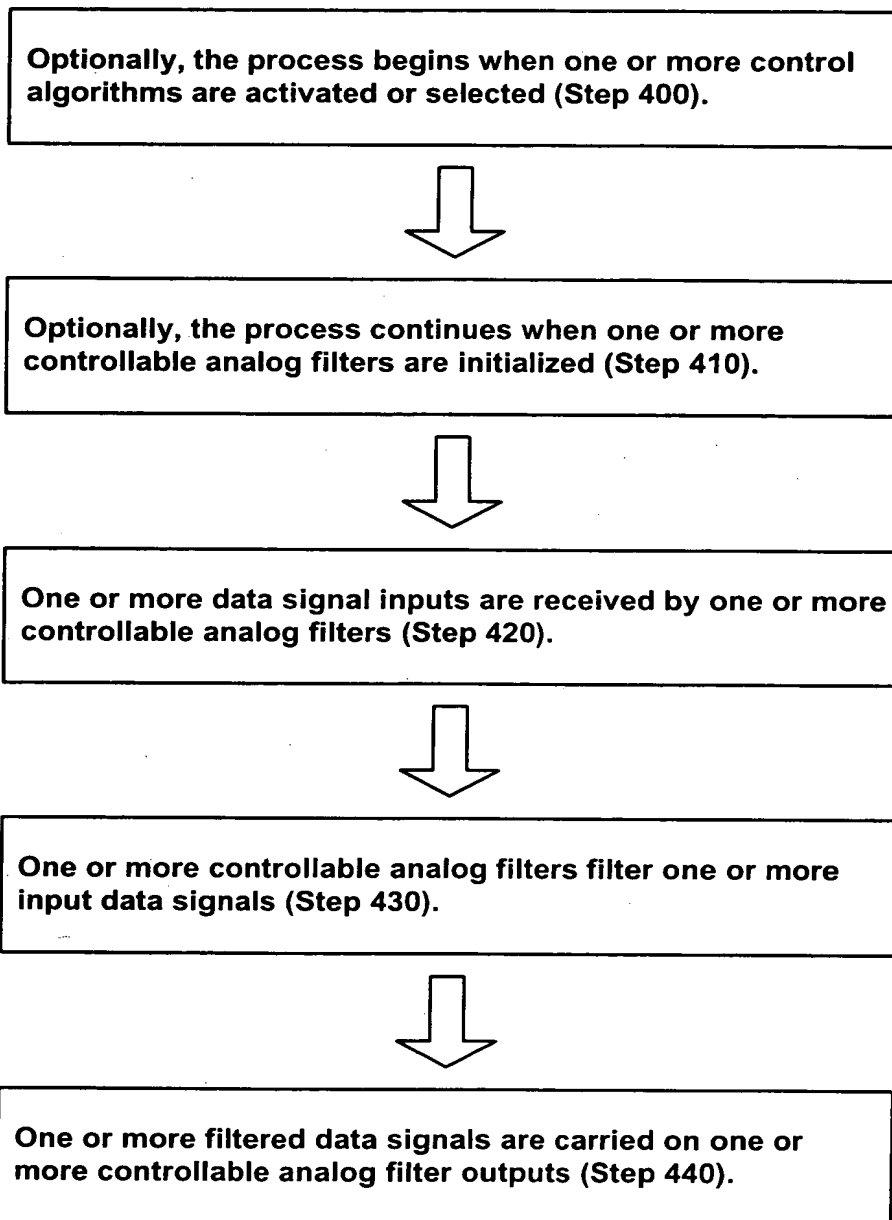 Optionally, the process begins when one or more control
algorithms are activated or selected (Step 400).
Optionally, the process continues when one or more
controllable analog filters are initialized (Step 410).
One or more data signal inputs are received by one or more
controllable analog filters (Step 420).
One or more controllable analog filters filter one or more
input data signals (Step 430).
One or more filtered data signals are carried on one or
more controllable analog filter outputs (Step 440).